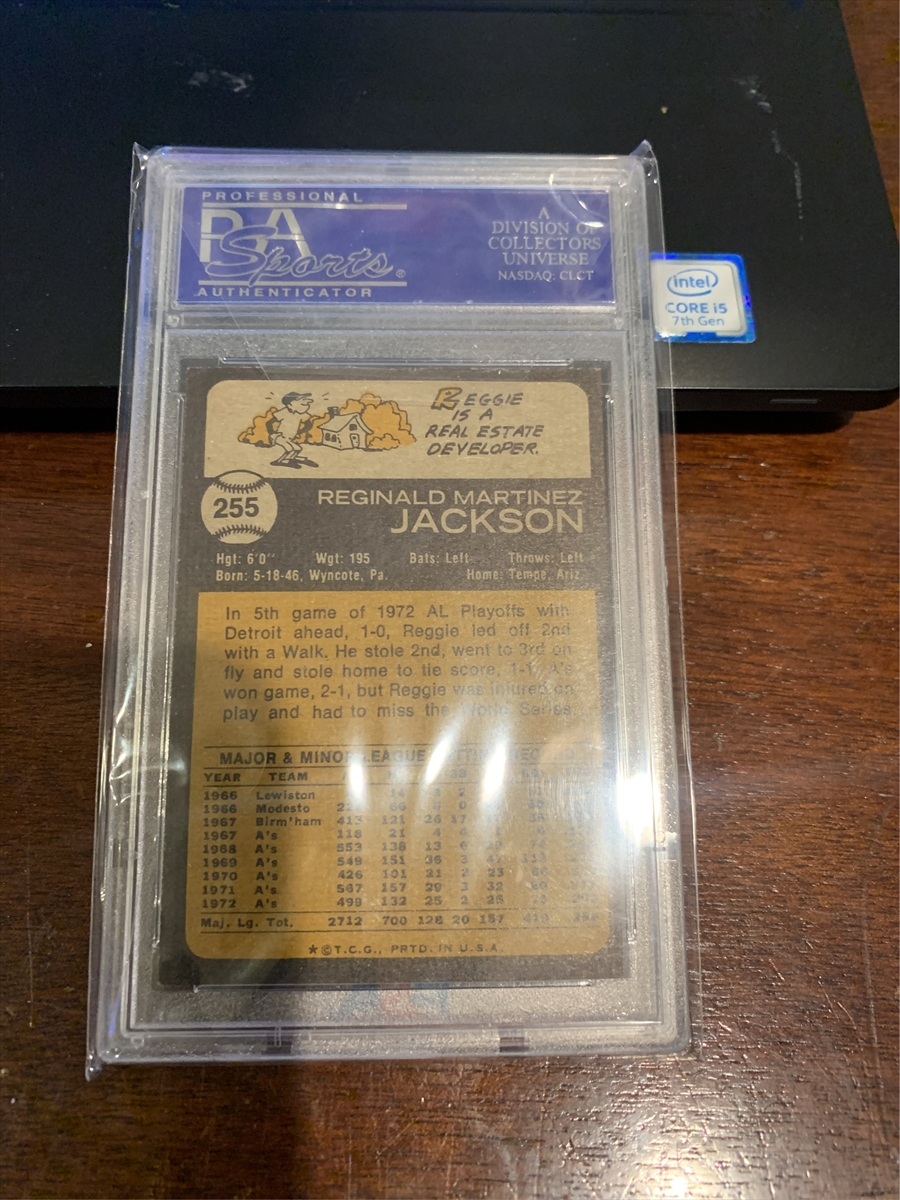 PROFESSIONAL
PSA
Sports®
AUTHENTICATOR
A
DIVISION OF
COLLECTORS
UNIVERSE
NASDAQ: CLCT
intel
CORE i5
7th Gen
REGGIE
IS A
REAL ESTATE
DEVELOPER.
255
REGINALD MARTINEZ
JACKSON
Hgt: 6'0" Wgt: 195 Bats: Left Throws: Left
Born: 5-18-46, Wyncote, Pa. Home: Tempe, Ariz.
In 5th game of 1972 AL Playoffs with
Detroit ahead, 1-0, Reggie led off 2nd
with a Walk. He stole 2nd, went to 3rd on
fly and stole home to tie score, 1-1. A's
won game, 2-1, but Reggie was injured on
play and had to miss the World Series.
MAJOR & MINOR LEAGUE
YEAR TEAM
1966 Lewiston 14
1966 Modesto
1967 Birm'ham 413 121 26 17
1967 A's 118 21 4 4 1
1968 A's 553 138 13 6
1969 A's 549 151 36 3 47
1970 A's 426 101 21 2 23
1971 A's 567 157 29 3 32
1972 A's 499 132 25 2 25
Maj. Lg. Tot. 2712 700 128 20 157
★©T.C.G., PRTD. IN U.S.A.